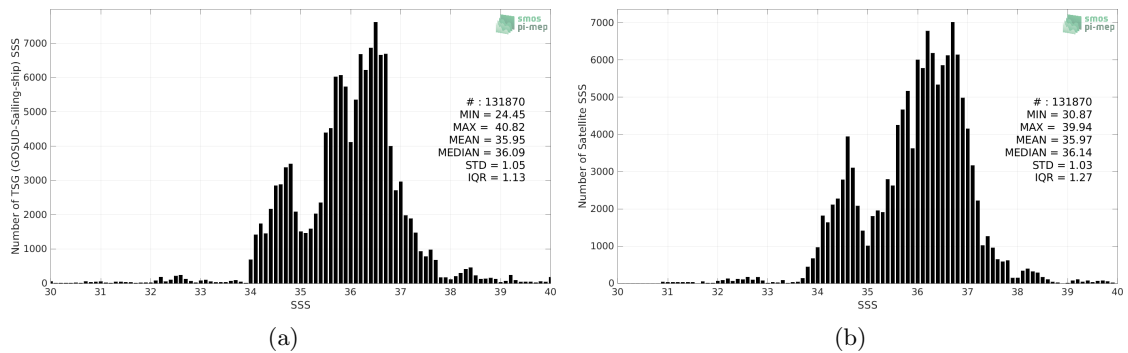 smos
pi-mep
Number of TSG (GOSUD-Sailing-ship) SSS
7000
6000
5000
4000
3000
2000
1000
0
# : 131870
MIN = 24.45
MAX = 40.82
MEAN = 35.95
MEDIAN = 36.09
STD = 1.05
IQR = 1.13
30 31 32 33 34 35 36 37 38 39 40
SSS
(a)
smos
pi-mep
Number of Satellite SSS
7000
6000
5000
4000
3000
2000
1000
0
# : 131870
MIN = 30.87
MAX = 39.94
MEAN = 35.97
MEDIAN = 36.14
STD = 1.03
IQR = 1.27
30 31 32 33 34 35 36 37 38 39 40
SSS
(b)